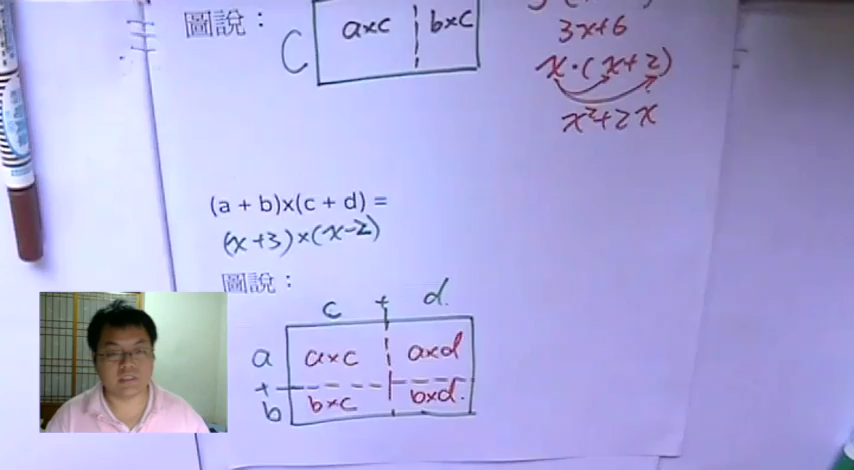 圖說：
a×c b×c
C
3x+6
x·(x+2)
x²+2x
(a + b)x(c + d) =
(x+3)×(x-2)
圖說：
c + d.
a a×c a×d
+
b b×c b×d.